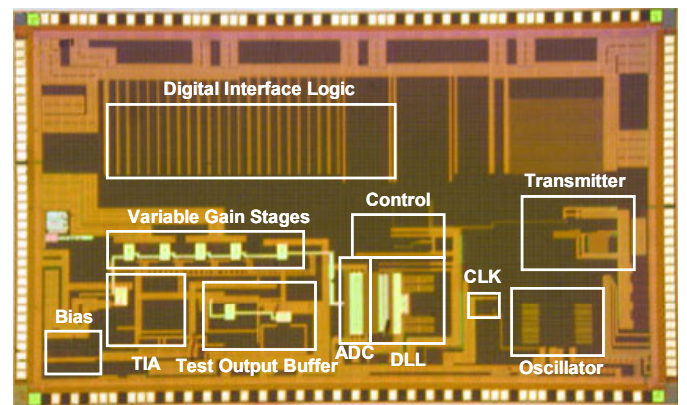 Digital Interface Logic
Transmitter
Control
Variable Gain Stages
CLK
Bias
TIA
Test Output Buffer
ADC
DLL
Oscillator